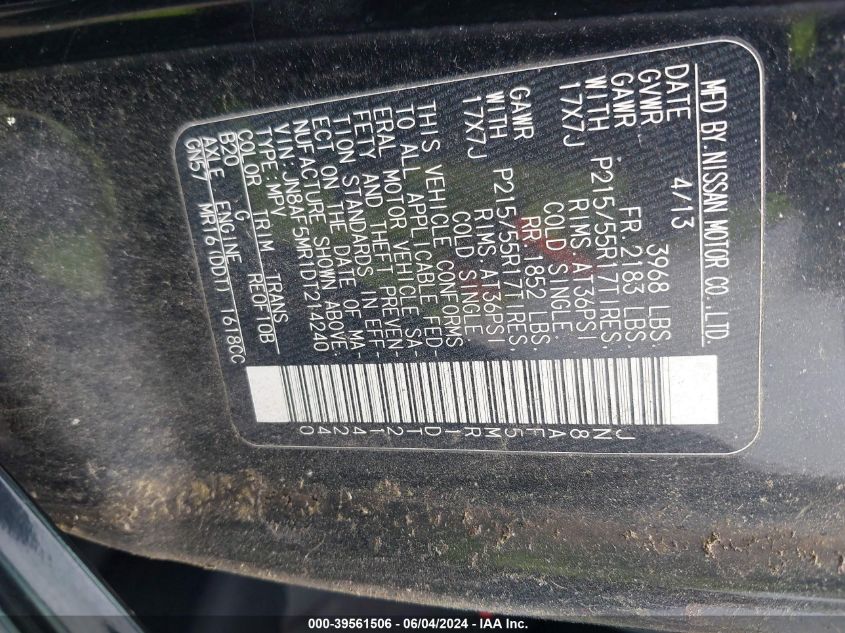 MFD BY:NISSAN MOTOR CO.,LTD.
DATE 4/13
GVWR 3968 LBS.
GAWR FR.2183 LBS.
WITH P215/55R17TIRES.
17X7J RIMS AT36PSI
COLD SINGLE.
GAWR RR.1852 LBS.
WITH P215/55R17TIRES.
17X7J RIMS AT36PSI
COLD SINGLE
THIS VEHICLE CONFORMS
TO ALL APPLICABLE FED-
ERAL MOTOR VEHICLE SA-
FETY AND THEFT PREVEN-
TION STANDARDS IN EFF-
ECT ON THE DATE OF MA-
NUFACTURE SHOWN ABOVE.
VIN:JN8AF5MR1DT214240
TYPE:MPV
COLOR TRIM TRANS
B20 G RE0F10B
AXLE ENGINE
GN57 MR16(DDT) 1618CC
JN8AF5MR1DT214240
000-39561506 - 06/04/2024 - IAA Inc.